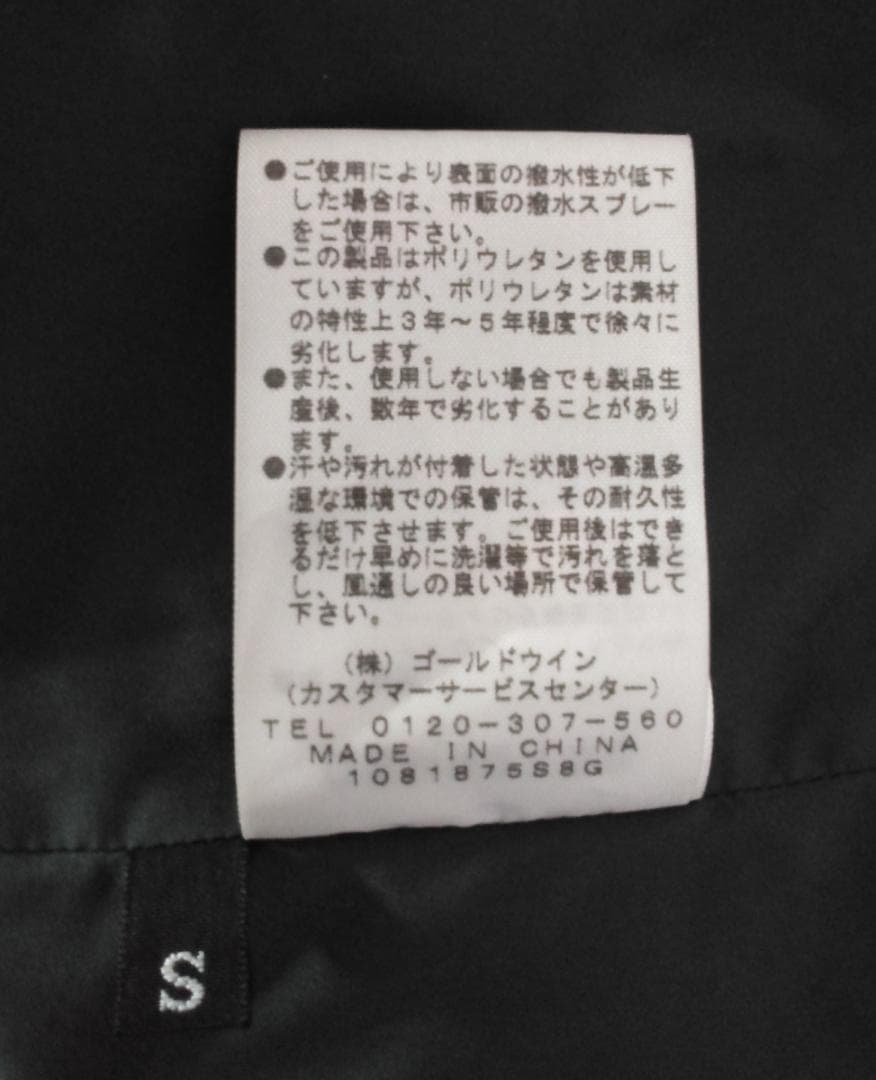 ●ご使用により表面の撥水性が低下
した場合は、市販の撥水スプレー
をご使用下さい。
●この製品はポリウレタンを使用し
ていますが、ポリウレタンは素材
の特性上3年～5年程度で徐々に
劣化します。
●また、使用しない場合でも製品生
産後、数年で劣化することがあり
ます。
●汗や汚れが付着した状態や高温多
湿な環境での保管は、その耐久性
を低下させます。ご使用後はでき
るだけ早めに洗濯等で汚れを落と
し、風通しの良い場所で保管して
下さい。
(株)ゴールドウイン
(カスタマーサービスセンター)
TEL 0120-307-560
MADE IN CHINA
1081875S8G
S